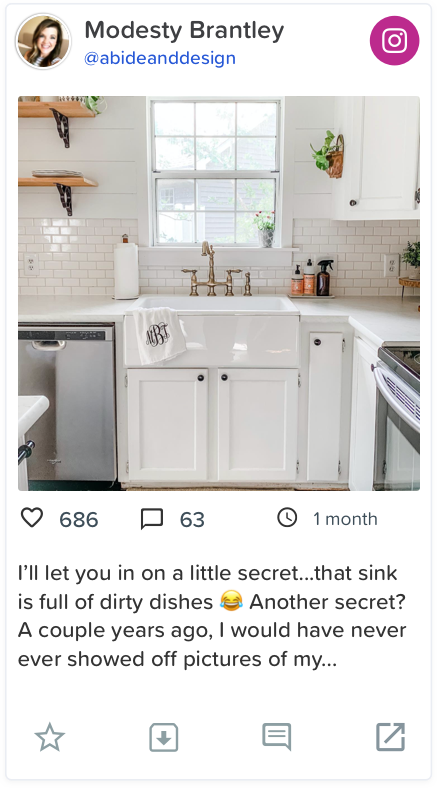 Modesty Brantley
@abideanddesign
686
63
1 month
I'll let you in on a little secret...that sink
is full of dirty dishes 😂 Another secret?
A couple years ago, I would have never
ever showed off pictures of my...